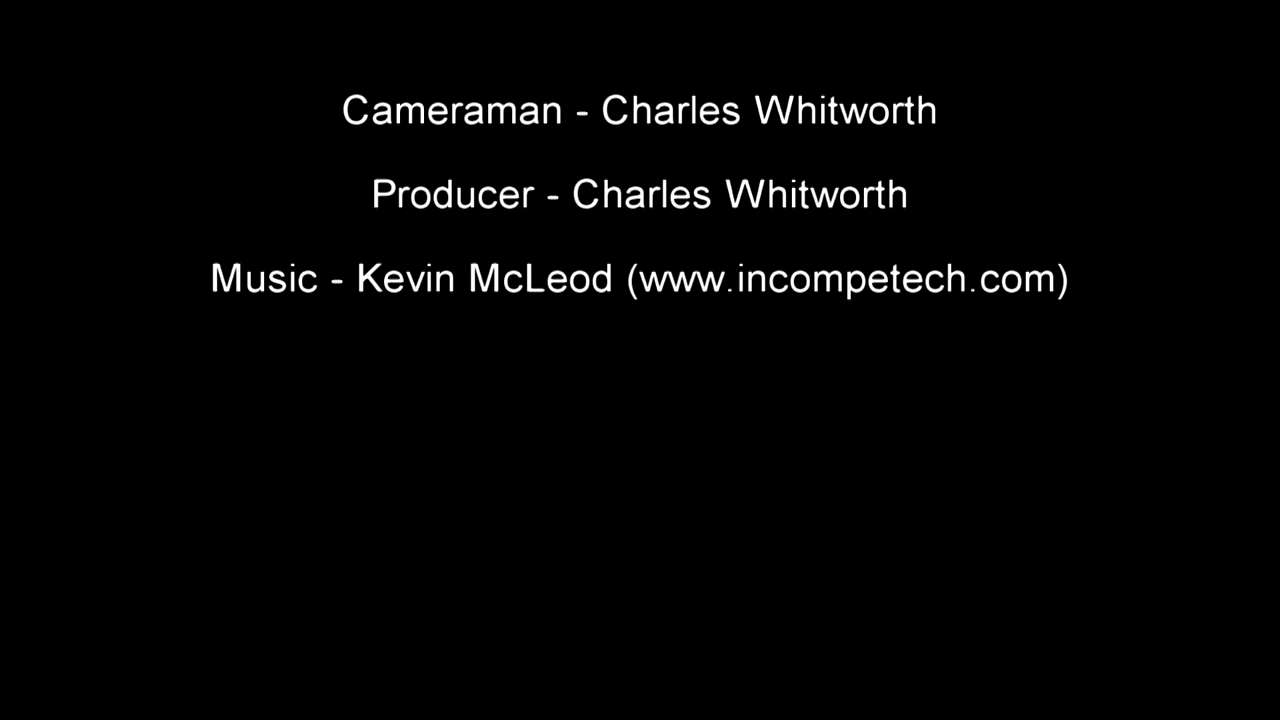 Cameraman - Charles Whitworth
Producer - Charles Whitworth
Music - Kevin McLeod (www.incompetech.com)